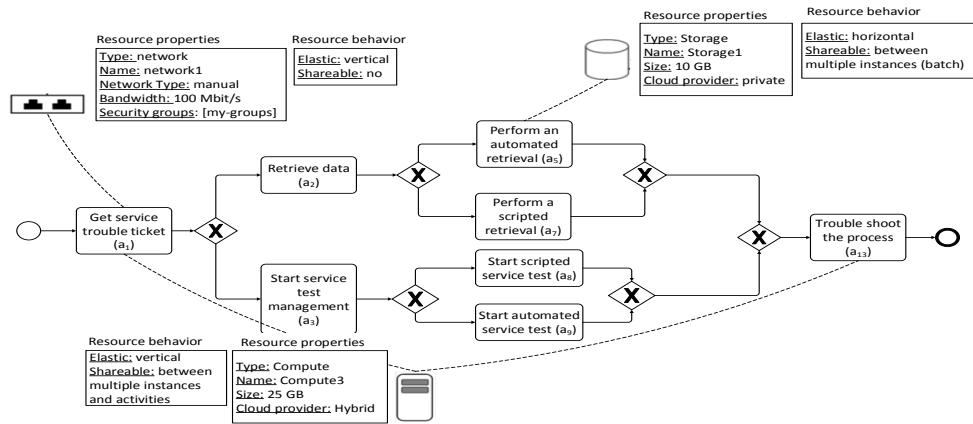 Resource properties
Type: network
Name: network1
Network Type: manual
Bandwidth: 100 Mbit/s
Security groups: [my-groups]
Resource behavior
Elastic: vertical
Shareable: no
Resource properties
Type: Storage
Name: Storage1
Size: 10 GB
Cloud provider: private
Resource behavior
Elastic: horizontal
Shareable: between
multiple instances (batch)
Get service
trouble ticket
(a₁)
X
Retrieve data
(a₂)
X
Perform an
automated
retrieval (a₅)
Perform a
scripted
retrieval (a₇)
X
Start service
test
management
(a₃)
X
Start scripted
service test (a₈)
Start automated
service test (a₉)
X
X
Trouble shoot
the process
(a₁₃)
Resource behavior
Elastic: vertical
Shareable: between
multiple instances
and activities
Resource properties
Type: Compute
Name: Compute3
Size: 25 GB
Cloud provider: Hybrid